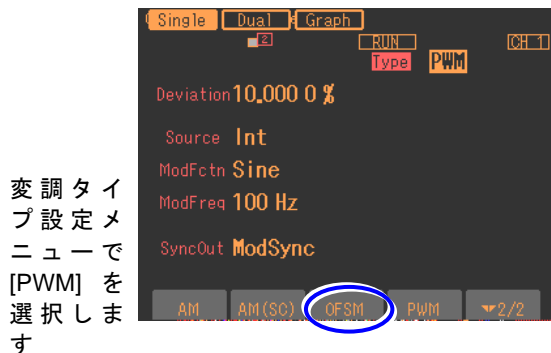 Single Dual Graph
2
RUN CH 1
Type PWM
Deviation 10.000 0 %
Source Int
ModFctn Sine
ModFreq 100 Hz
SyncOut ModSync
AM AM(SC) OFSM PWM 2/2
変調タイ
プ設定メ
ニューで
[PWM] を
選択しま
す